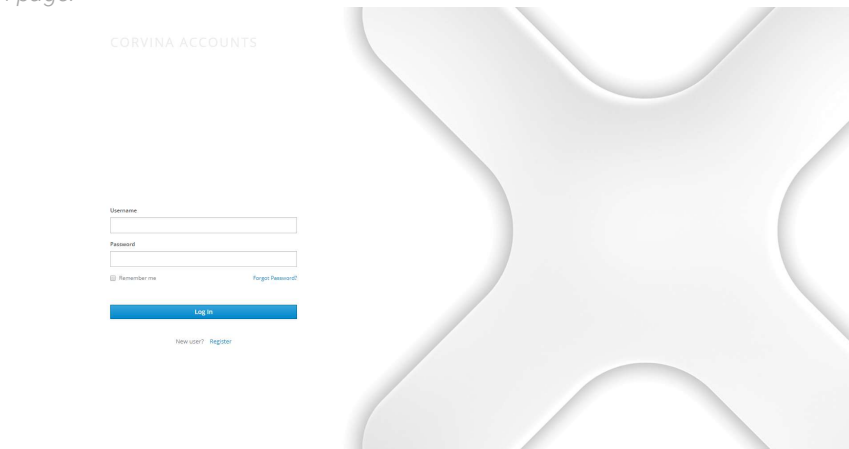 page.
CORVINA ACCOUNTS
Username
Password
Remember me
Forgot Password?
Log In
New user? Register